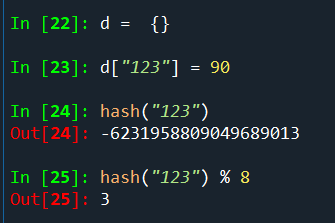 In [22]: d =  {}
In [23]: d["123"] = 90
In [24]: hash("123")
Out[24]: -6231958809049689013
In [25]: hash("123") % 8
Out[25]: 3